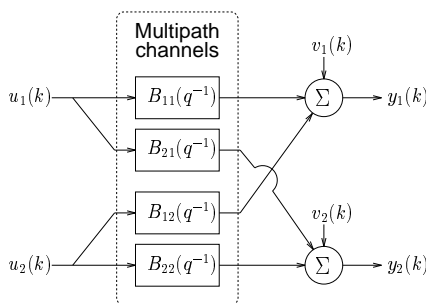 Multipath
channels
v₁(k)
u₁(k)
B₁₁(q⁻¹)
Σ
y₁(k)
B₂₁(q⁻¹)
B₁₂(q⁻¹)
v₂(k)
u₂(k)
B₂₂(q⁻¹)
Σ
y₂(k)